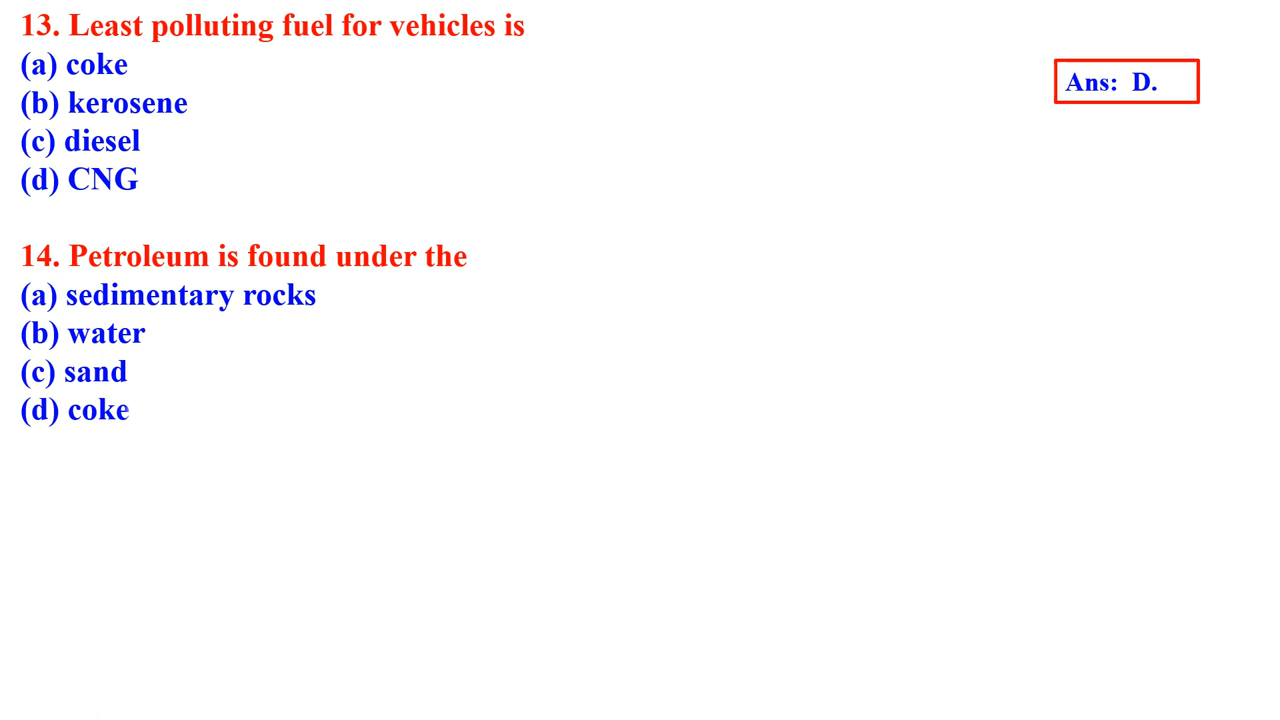 13. Least polluting fuel for vehicles is
(a) coke
Ans: D.
(b) kerosene
(c) diesel
(d) CNG
14. Petroleum is found under the
(a) sedimentary rocks
(b) water
(c) sand
(d) coke